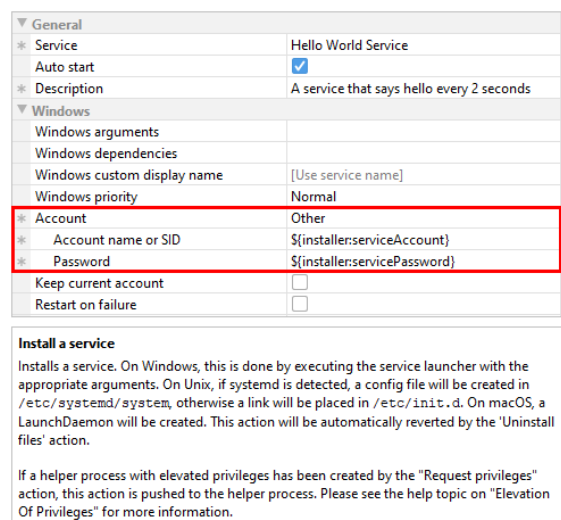 General
Service Hello World Service
Auto start
Description A service that says hello every 2 seconds
Windows
Windows arguments
Windows dependencies
Windows custom display name [Use service name]
Windows priority Normal
Account Other
Account name or SID ${installer:serviceAccount}
Password ${installer:servicePassword}
Keep current account
Restart on failure
Install a service
Installs a service. On Windows, this is done by executing the service launcher with the
appropriate arguments. On Unix, if systemd is detected, a config file will be created in
/etc/systemd/system, otherwise a link will be placed in /etc/init.d. On macOS, a
LaunchDaemon will be created. This action will be automatically reverted by the 'Uninstall
files' action.
If a helper process with elevated privileges has been created by the "Request privileges"
action, this action is pushed to the helper process. Please see the help topic on "Elevation
Of Privileges" for more information.